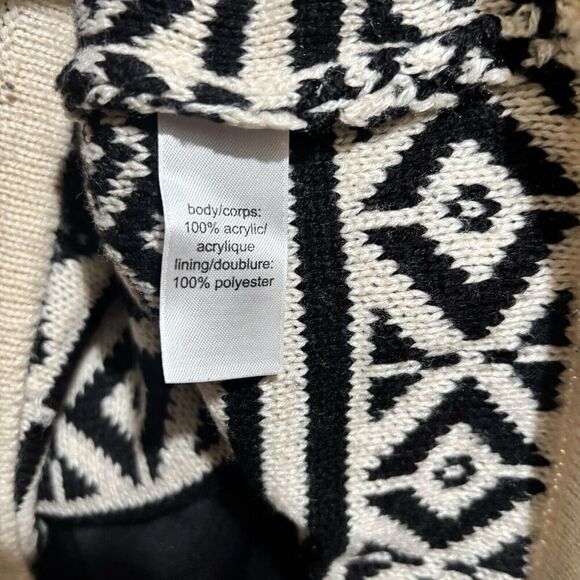 body/corps:
100% acrylic/
acrylique
lining/doublure:
100% polyester